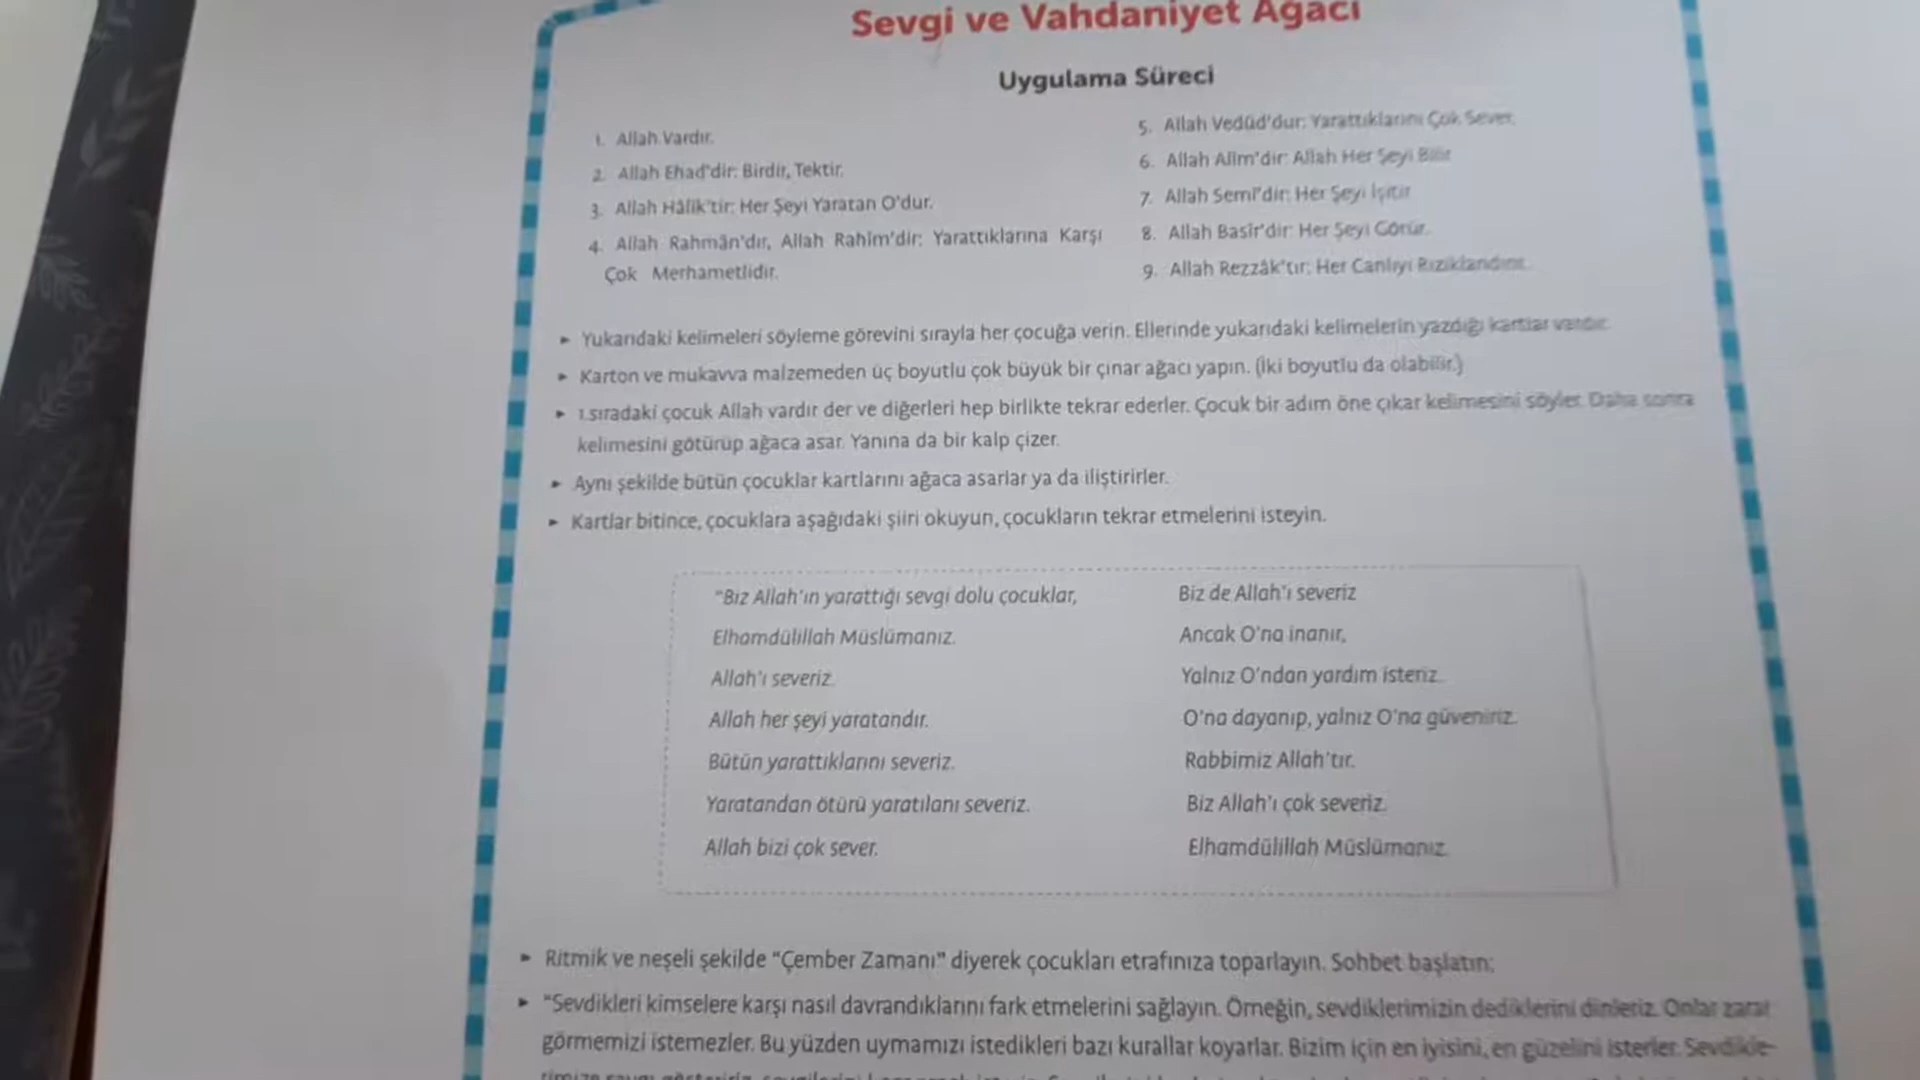 Sevgi ve Vahdaniyet Ağacı
Uygulama Süreci
1. Allah Vardır.
2. Allah Ehad'dir: Birdir, Tektir.
3. Allah Hâlik'tir: Her Şeyi Yaratan O'dur.
4. Allah Rahmân'dır, Allah Rahîm'dir: Yarattıklarına Karşı
Çok Merhametlidir.
5. Allah Vedûd'dur: Yarattıklarını Çok Sever.
6. Allah Alîm'dir: Allah Her Şeyi Bilir
7. Allah Semî'dir: Her Şeyi İşitir
8. Allah Basîr'dir: Her Şeyi Görür.
9. Allah Rezzâk'tır: Her Canlıyı Rızıklandırır.
▸ Yukarıdaki kelimeleri söyleme görevini sırayla her çocuğa verin. Ellerinde yukarıdaki kelimelerin yazdığı kartlar vardır.
▸ Karton ve mukavva malzemeden üç boyutlu çok büyük bir çınar ağacı yapın. (İki boyutlu da olabilir.)
▸ 1.sıradaki çocuk Allah vardır der ve diğerleri hep birlikte tekrar ederler. Çocuk bir adım öne çıkar kelimesini söyler. Daha sonra
kelimesini götürüp ağaca asar. Yanına da bir kalp çizer.
▸ Aynı şekilde bütün çocuklar kartlarını ağaca asarlar ya da iliştirirler.
▸ Kartlar bitince, çocuklara aşağıdaki şiiri okuyun, çocukların tekrar etmelerini isteyin.
"Biz Allah'ın yarattığı sevgi dolu çocuklar,
Elhamdülillah Müslümanız.
Allah'ı severiz.
Allah her şeyi yaratandır.
Bütün yarattıklarını severiz.
Yaratandan ötürü yaratılanı severiz.
Allah bizi çok sever.
Biz de Allah'ı severiz
Ancak O'na inanır,
Yalnız O'ndan yardım isteriz.
O'na dayanıp, yalnız O'na güveniriz.
Rabbimiz Allah'tır.
Biz Allah'ı çok severiz.
Elhamdülillah Müslümanız.
▸ Ritmik ve neşeli şekilde "Çember Zamanı" diyerek çocukları etrafınıza toparlayın. Sohbet başlatın;
▸ "Sevdikleri kimselere karşı nasıl davrandıklarını fark etmelerini sağlayın. Örneğin, sevdiklerimizin dediklerini dinleriz. Onlar zarar
görmemizi istemezler. Bu yüzden uymamızı istedikleri bazı kurallar koyarlar. Bizim için en iyisini, en güzelini isterler. Sevdikle-